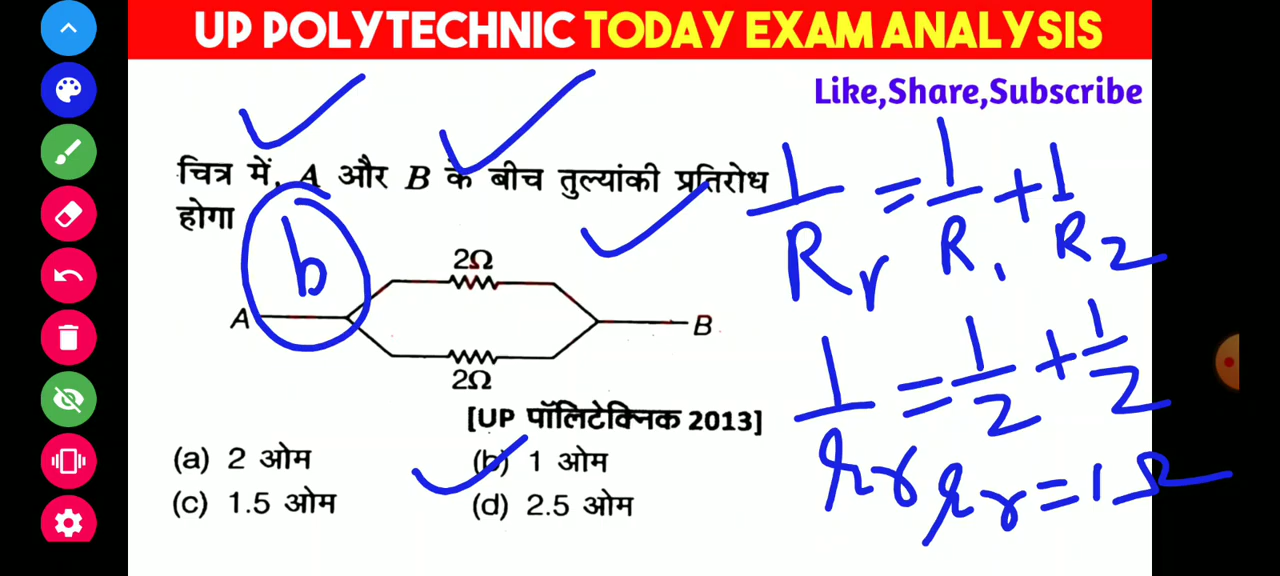 UP POLYTECHNIC TODAY EXAM ANALYSIS
Like,Share,Subscribe
चित्र में, A और B के बीच तुल्यांकी प्रतिरोध
होगा
b
2Ω
A
B
2Ω
[UP पॉलिटेक्निक 2013]
(a) 2 ओम
(b) 1 ओम
(c) 1.5 ओम
(d) 2.5 ओम
1/Rr = 1/R1 + 1/R2
1/Rr = 1/2 + 1/2
Rr = 1 Ω